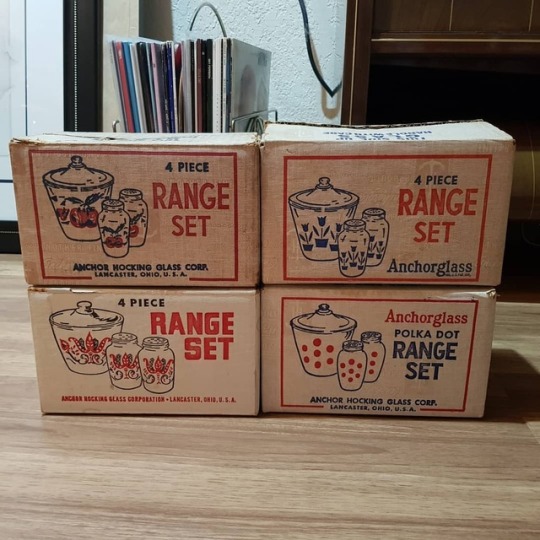 4 PIECE
RANGE
SET
ANCHOR HOCKING GLASS CORP.
LANCASTER, OHIO, U.S.A.
4 PIECE
RANGE
SET
Anchorglass
4 PIECE
RANGE
SET
ANCHOR HOCKING GLASS CORPORATION • LANCASTER, OHIO, U.S.A.
Anchorglass
POLKA DOT
RANGE
SET
ANCHOR HOCKING GLASS CORP.
LANCASTER, OHIO, U.S.A.